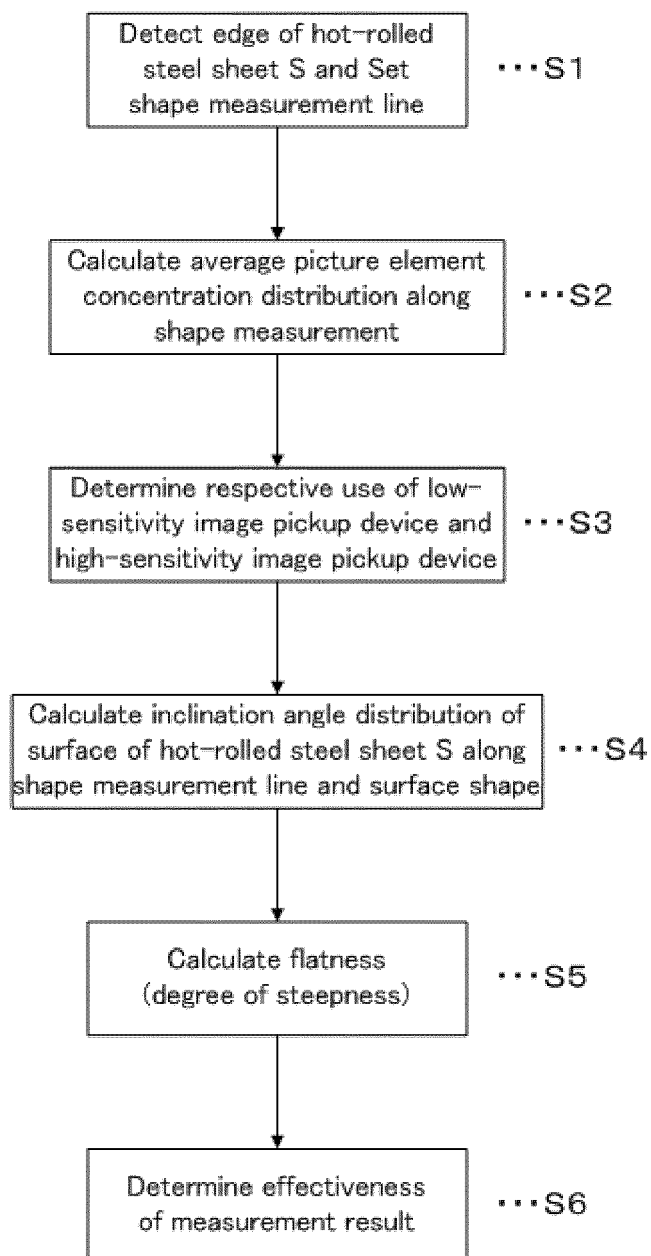 Detect edge of hot-rolled
steel sheet S and Set
shape measurement line
···S1
Calculate average picture element
concentration distribution along
shape measurement
···S2
Determine respective use of low-
sensitivity image pickup device and
high-sensitivity image pickup device
···S3
Calculate inclination angle distribution of
surface of hot-rolled steel sheet S along
shape measurement line and surface shape
···S4
Calculate flatness
(degree of steepness)
···S5
Determine effectiveness
of measurement result
···S6